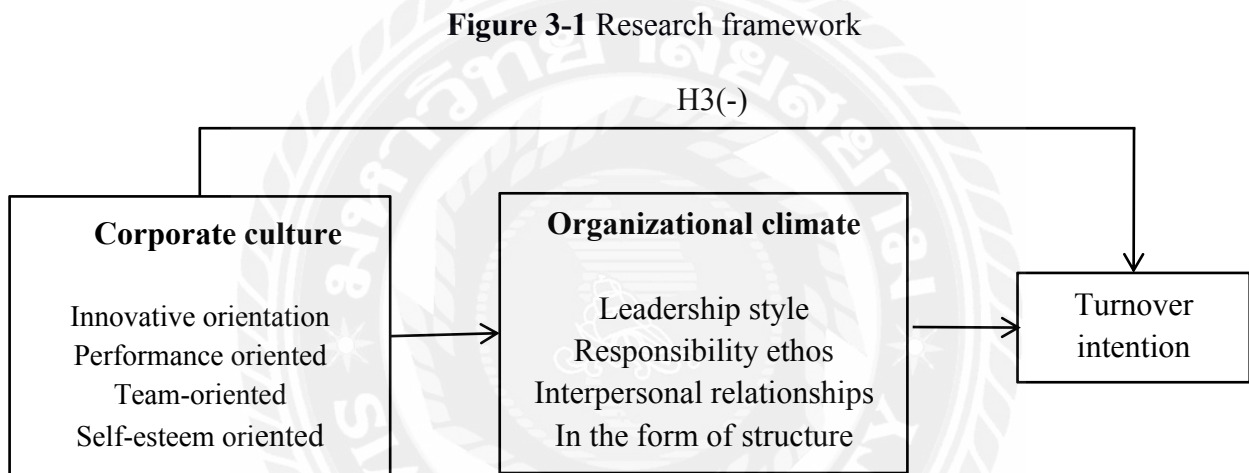 Figure 3-1 Research framework
H3(-)
Corporate culture
Innovative orientation
Performance oriented
Team-oriented
Self-esteem oriented
Organizational climate
Leadership style
Responsibility ethos
Interpersonal relationships
In the form of structure
Turnover
intention